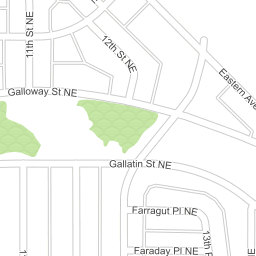 11th St NE
12th St NE
Eastern Ave
Galloway St NE
Gallatin St NE
Farragut Pl NE
13th
Faraday Pl NE